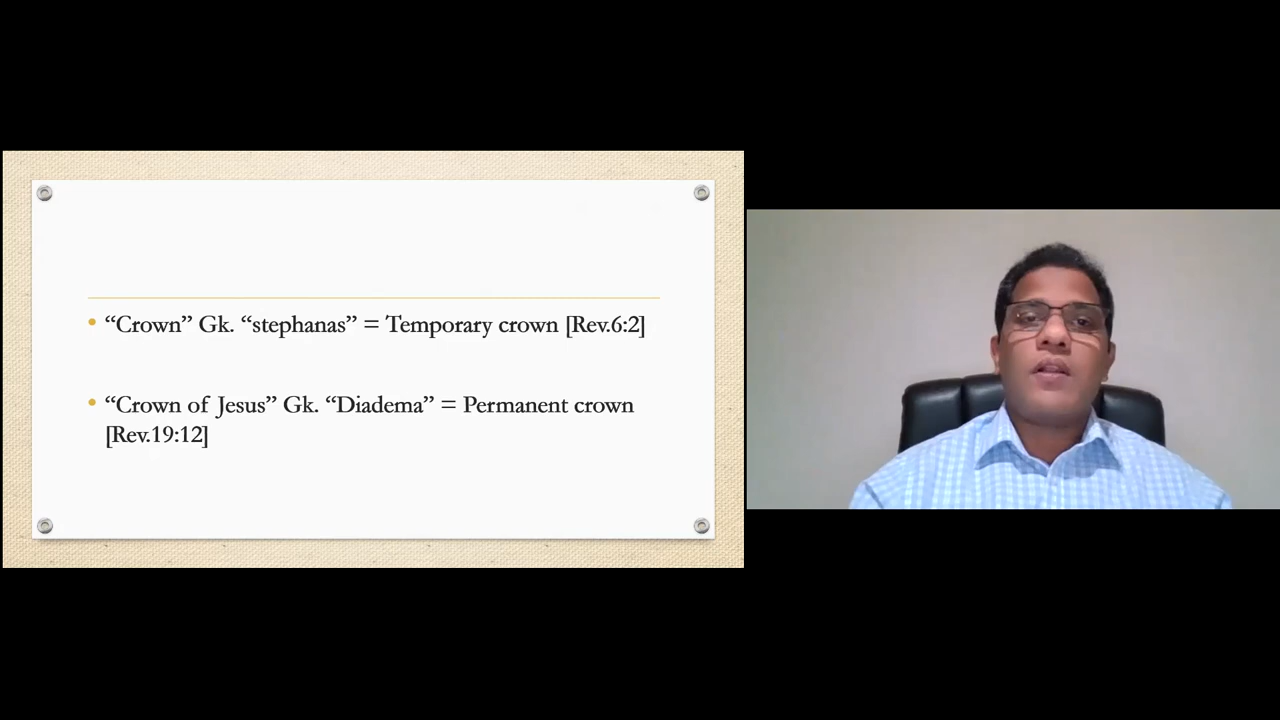 “Crown” Gk. “stephanas” = Temporary crown [Rev.6:2]
“Crown of Jesus” Gk. “Diadema” = Permanent crown
[Rev.19:12]